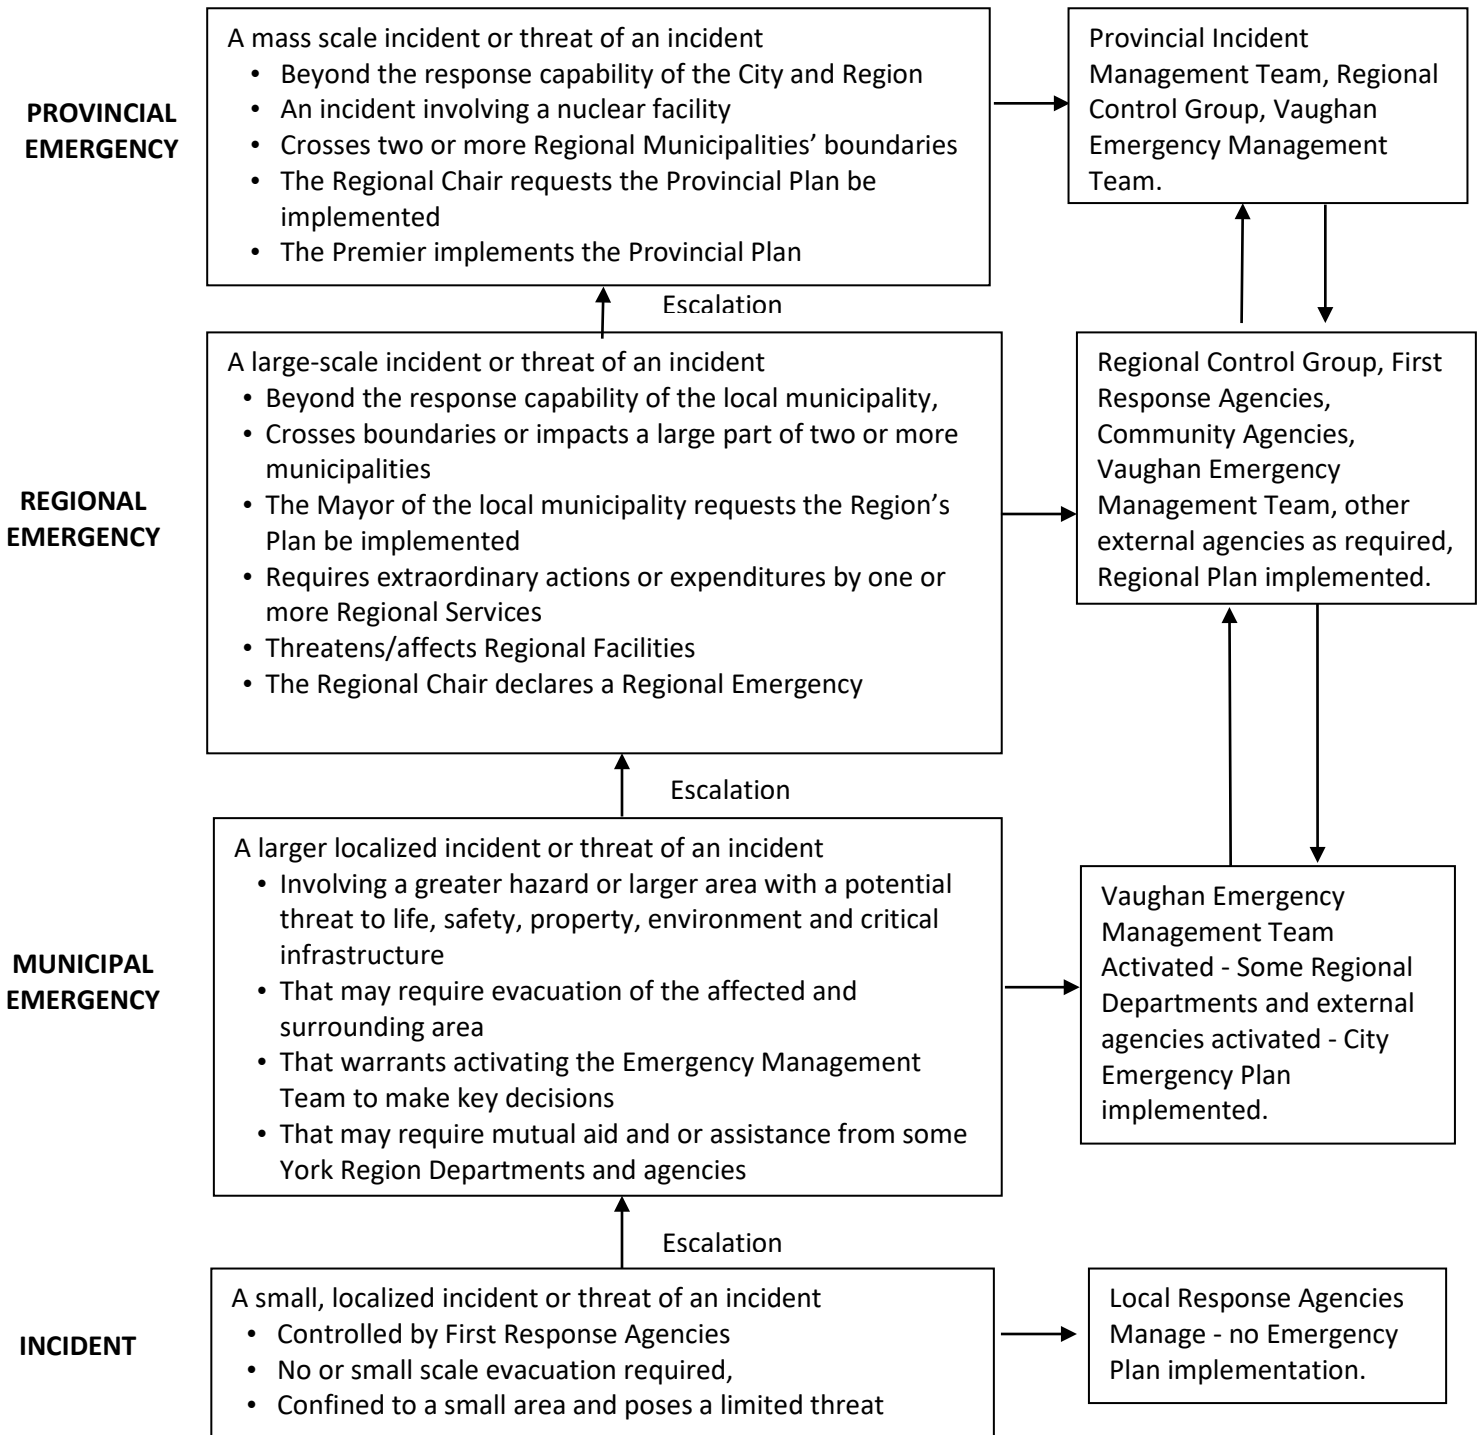 PROVINCIAL
EMERGENCY
A mass scale incident or threat of an incident
• Beyond the response capability of the City and Region
• An incident involving a nuclear facility
• Crosses two or more Regional Municipalities’ boundaries
• The Regional Chair requests the Provincial Plan be
implemented
• The Premier implements the Provincial Plan
Provincial Incident
Management Team, Regional
Control Group, Vaughan
Emergency Management
Team.
Escalation
REGIONAL
EMERGENCY
A large-scale incident or threat of an incident
• Beyond the response capability of the local municipality,
• Crosses boundaries or impacts a large part of two or more
municipalities
• The Mayor of the local municipality requests the Region’s
Plan be implemented
• Requires extraordinary actions or expenditures by one or
more Regional Services
• Threatens/affects Regional Facilities
• The Regional Chair declares a Regional Emergency
Regional Control Group, First
Response Agencies,
Community Agencies,
Vaughan Emergency
Management Team, other
external agencies as required,
Regional Plan implemented.
Escalation
MUNICIPAL
EMERGENCY
A larger localized incident or threat of an incident
• Involving a greater hazard or larger area with a potential
threat to life, safety, property, environment and critical
infrastructure
• That may require evacuation of the affected and
surrounding area
• That warrants activating the Emergency Management
Team to make key decisions
• That may require mutual aid and or assistance from some
York Region Departments and agencies
Vaughan Emergency
Management Team
Activated - Some Regional
Departments and external
agencies activated - City
Emergency Plan
implemented.
Escalation
INCIDENT
A small, localized incident or threat of an incident
• Controlled by First Response Agencies
• No or small scale evacuation required,
• Confined to a small area and poses a limited threat
Local Response Agencies
Manage - no Emergency
Plan implementation.